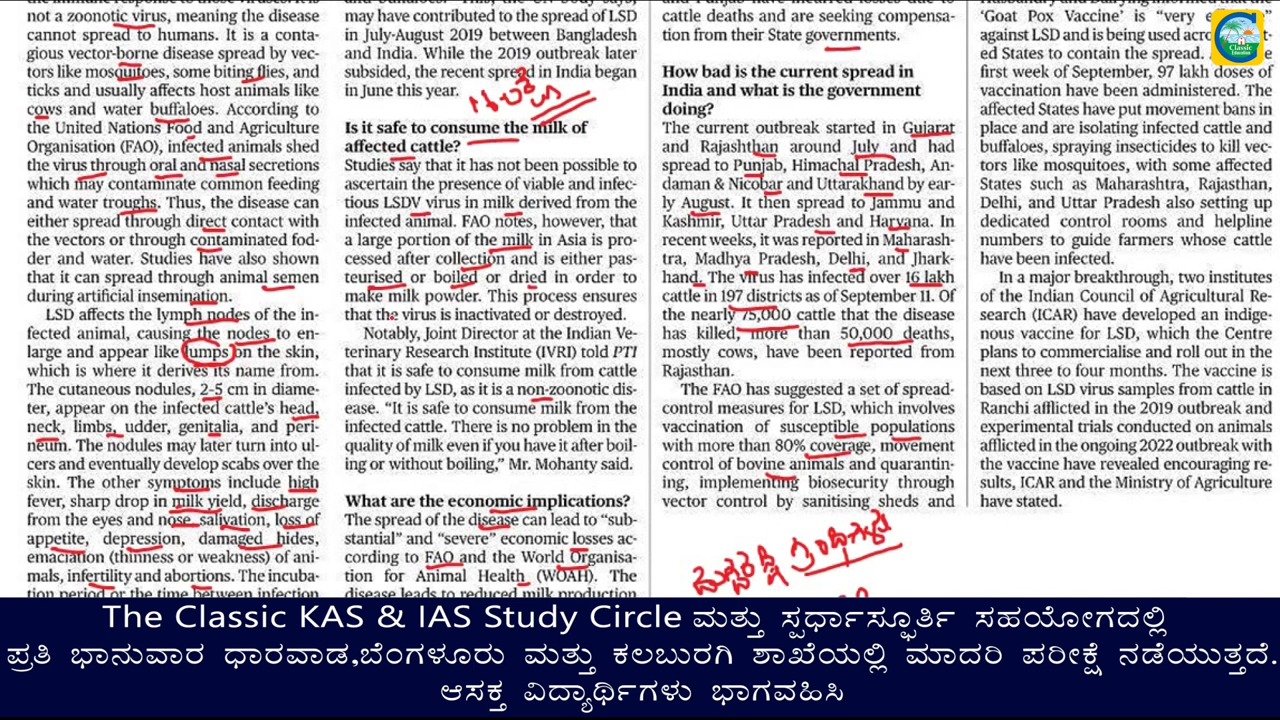 the immune response to those viruses. It is
not a zoonotic virus, meaning the disease
cannot spread to humans. It is a conta-
gious vector-borne disease spread by vec-
tors like mosquitoes, some biting flies, and
ticks and usually affects host animals like
cows and water buffaloes. According to
the United Nations Food and Agriculture
Organisation (FAO), infected animals shed
the virus through oral and nasal secretions
which may contaminate common feeding
and water troughs. Thus, the disease can
either spread through direct contact with
the vectors or through contaminated fod-
der and water. Studies have also shown
that it can spread through animal semen
during artificial insemination.
LSD affects the lymph nodes of the in-
fected animal, causing the nodes to en-
large and appear like lumps on the skin,
which is where it derives its name from.
The cutaneous nodules, 2-5 cm in diame-
ter, appear on the infected cattle's head,
neck, limbs, udder, genitalia, and peri-
neum. The nodules may later turn into ul-
cers and eventually develop scabs over the
skin. The other symptoms include high
fever, sharp drop in milk yield, discharge
from the eyes and nose, salivation, loss of
appetite, depression, damaged hides,
emaciation (thinness or weakness) of ani-
mals, infertility and abortions. The incuba-
tion period or the time between infection
may have contributed to the spread of LSD
in July-August 2019 between Bangladesh
and India. While the 2019 outbreak later
subsided, the recent spread in India began
in June this year.
Is it safe to consume the milk of
affected cattle?
Studies say that it has not been possible to
ascertain the presence of viable and infec-
tious LSDV virus in milk derived from the
infected animal. FAO notes, however, that
a large portion of the milk in Asia is pro-
cessed after collection and is either pas-
teurised or boiled or dried in order to
make milk powder. This process ensures
that the virus is inactivated or destroyed.
Notably, Joint Director at the Indian Ve-
terinary Research Institute (IVRI) told PTI
that it is safe to consume milk from cattle
infected by LSD, as it is a non-zoonotic dis-
ease. “It is safe to consume milk from the
infected cattle. There is no problem in the
quality of milk even if you have it after boil-
ing or without boiling,” Mr. Mohanty said.
What are the economic implications?
The spread of the disease can lead to “sub-
stantial” and “severe” economic losses ac-
cording to FAO and the World Organisa-
tion for Animal Health (WOAH). The
disease leads to reduced milk production
cattle deaths and are seeking compensa-
tion from their State governments.
How bad is the current spread in
India and what is the government
doing?
The current outbreak started in Gujarat
and Rajasthan around July and had
spread to Punjab, Himachal Pradesh, An-
daman & Nicobar and Uttarakhand by ear-
ly August. It then spread to Jammu and
Kashmir, Uttar Pradesh and Haryana. In
recent weeks, it was reported in Maharash-
tra, Madhya Pradesh, Delhi, and Jhark-
hand. The virus has infected over 16 lakh
cattle in 197 districts as of September 11. Of
the nearly 75,000 cattle that the disease
has killed, more than 50,000 deaths,
mostly cows, have been reported from
Rajasthan.
The FAO has suggested a set of spread-
control measures for LSD, which involves
vaccination of susceptible populations
with more than 80% coverage, movement
control of bovine animals and quarantin-
ing, implementing biosecurity through
vector control by sanitising sheds and
‘Goat Pox Vaccine’ is “very
against LSD and is being used
ed States to contain the spread.
first week of September, 97 lakh doses of
vaccination have been administered. The
affected States have put movement bans in
place and are isolating infected cattle and
buffaloes, spraying insecticides to kill vec-
tors like mosquitoes, with some affected
States such as Maharashtra, Rajasthan,
Delhi, and Uttar Pradesh also setting up
dedicated control rooms and helpline
numbers to guide farmers whose cattle
have been infected.
In a major breakthrough, two institutes
of the Indian Council of Agricultural Re-
search (ICAR) have developed an indige-
nous vaccine for LSD, which the Centre
plans to commercialise and roll out in the
next three to four months. The vaccine is
based on LSD virus samples from cattle in
Ranchi afflicted in the 2019 outbreak and
experimental trials conducted on animals
afflicted in the ongoing 2022 outbreak with
the vaccine have revealed encouraging re-
sults, ICAR and the Ministry of Agriculture
have stated.
Classic
Education
The Classic KAS & IAS Study Circle ಮತ್ತು ಸ್ಪರ್ಧಾಸ್ಫೂರ್ತಿ ಸಹಯೋಗದಲ್ಲಿ
ಪ್ರತಿ ಭಾನುವಾರ ಧಾರವಾಡ,ಬೆಂಗಳೂರು ಮತ್ತು ಕಲಬುರಗಿ ಶಾಖೆಯಲ್ಲಿ ಮಾದರಿ ಪರೀಕ್ಷೆ ನಡೆಯುತ್ತದೆ.
ಆಸಕ್ತ ವಿದ್ಯಾರ್ಥಿಗಳು ಭಾಗವಹಿಸಿ